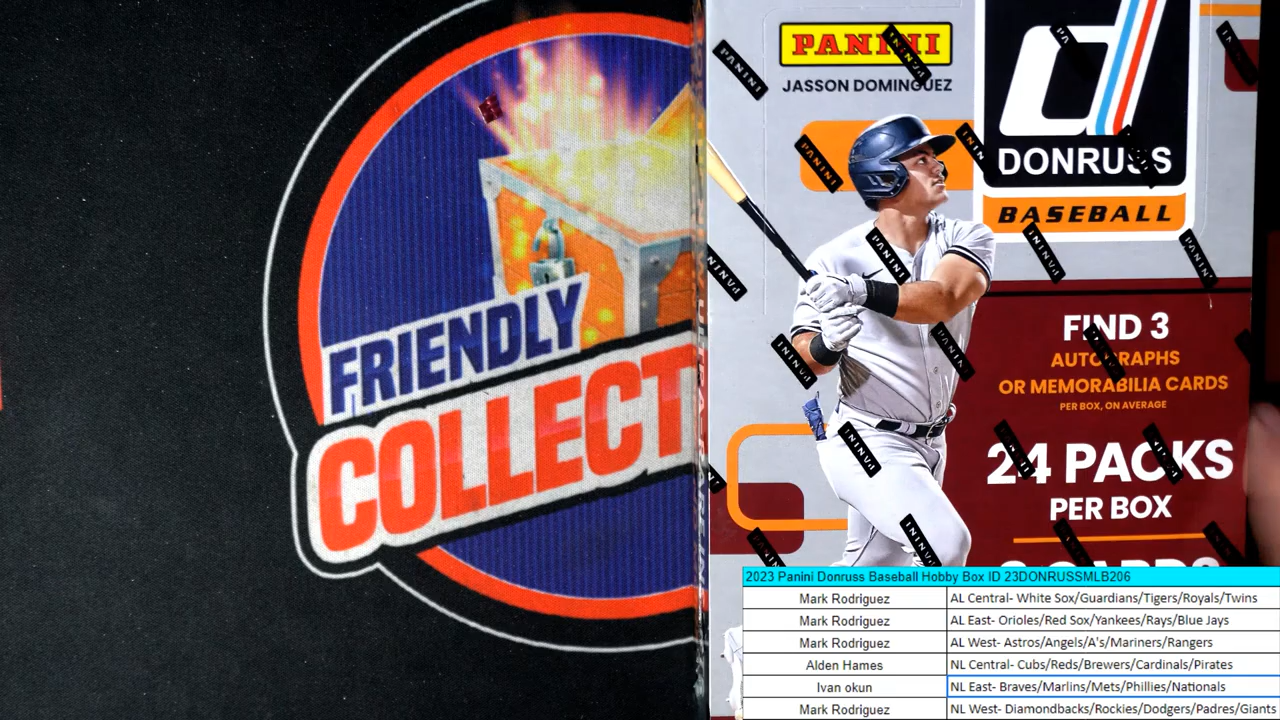 FRIENDLY
COLLECT
PANINI
JASSON DOMINGUEZ
DONRUSS
BASEBALL
FIND 3
AUTOGRAPHS
OR MEMORABILIA CARDS
PER BOX, ON AVERAGE
24 PACKS
PER BOX
2023 Panini Donruss Baseball Hobby Box ID 23DONRUSSMLB206
Mark Rodriguez AL Central- White Sox/Guardians/Tigers/Royals/Twins
Mark Rodriguez AL East- Orioles/Red Sox/Yankees/Rays/Blue Jays
Mark Rodriguez AL West- Astros/Angels/A's/Mariners/Rangers
Alden Hames NL Central- Cubs/Reds/Brewers/Cardinals/Pirates
Ivan okun NL East- Braves/Marlins/Mets/Phillies/Nationals
Mark Rodriguez NL West- Diamondbacks/Rockies/Dodgers/Padres/Giants